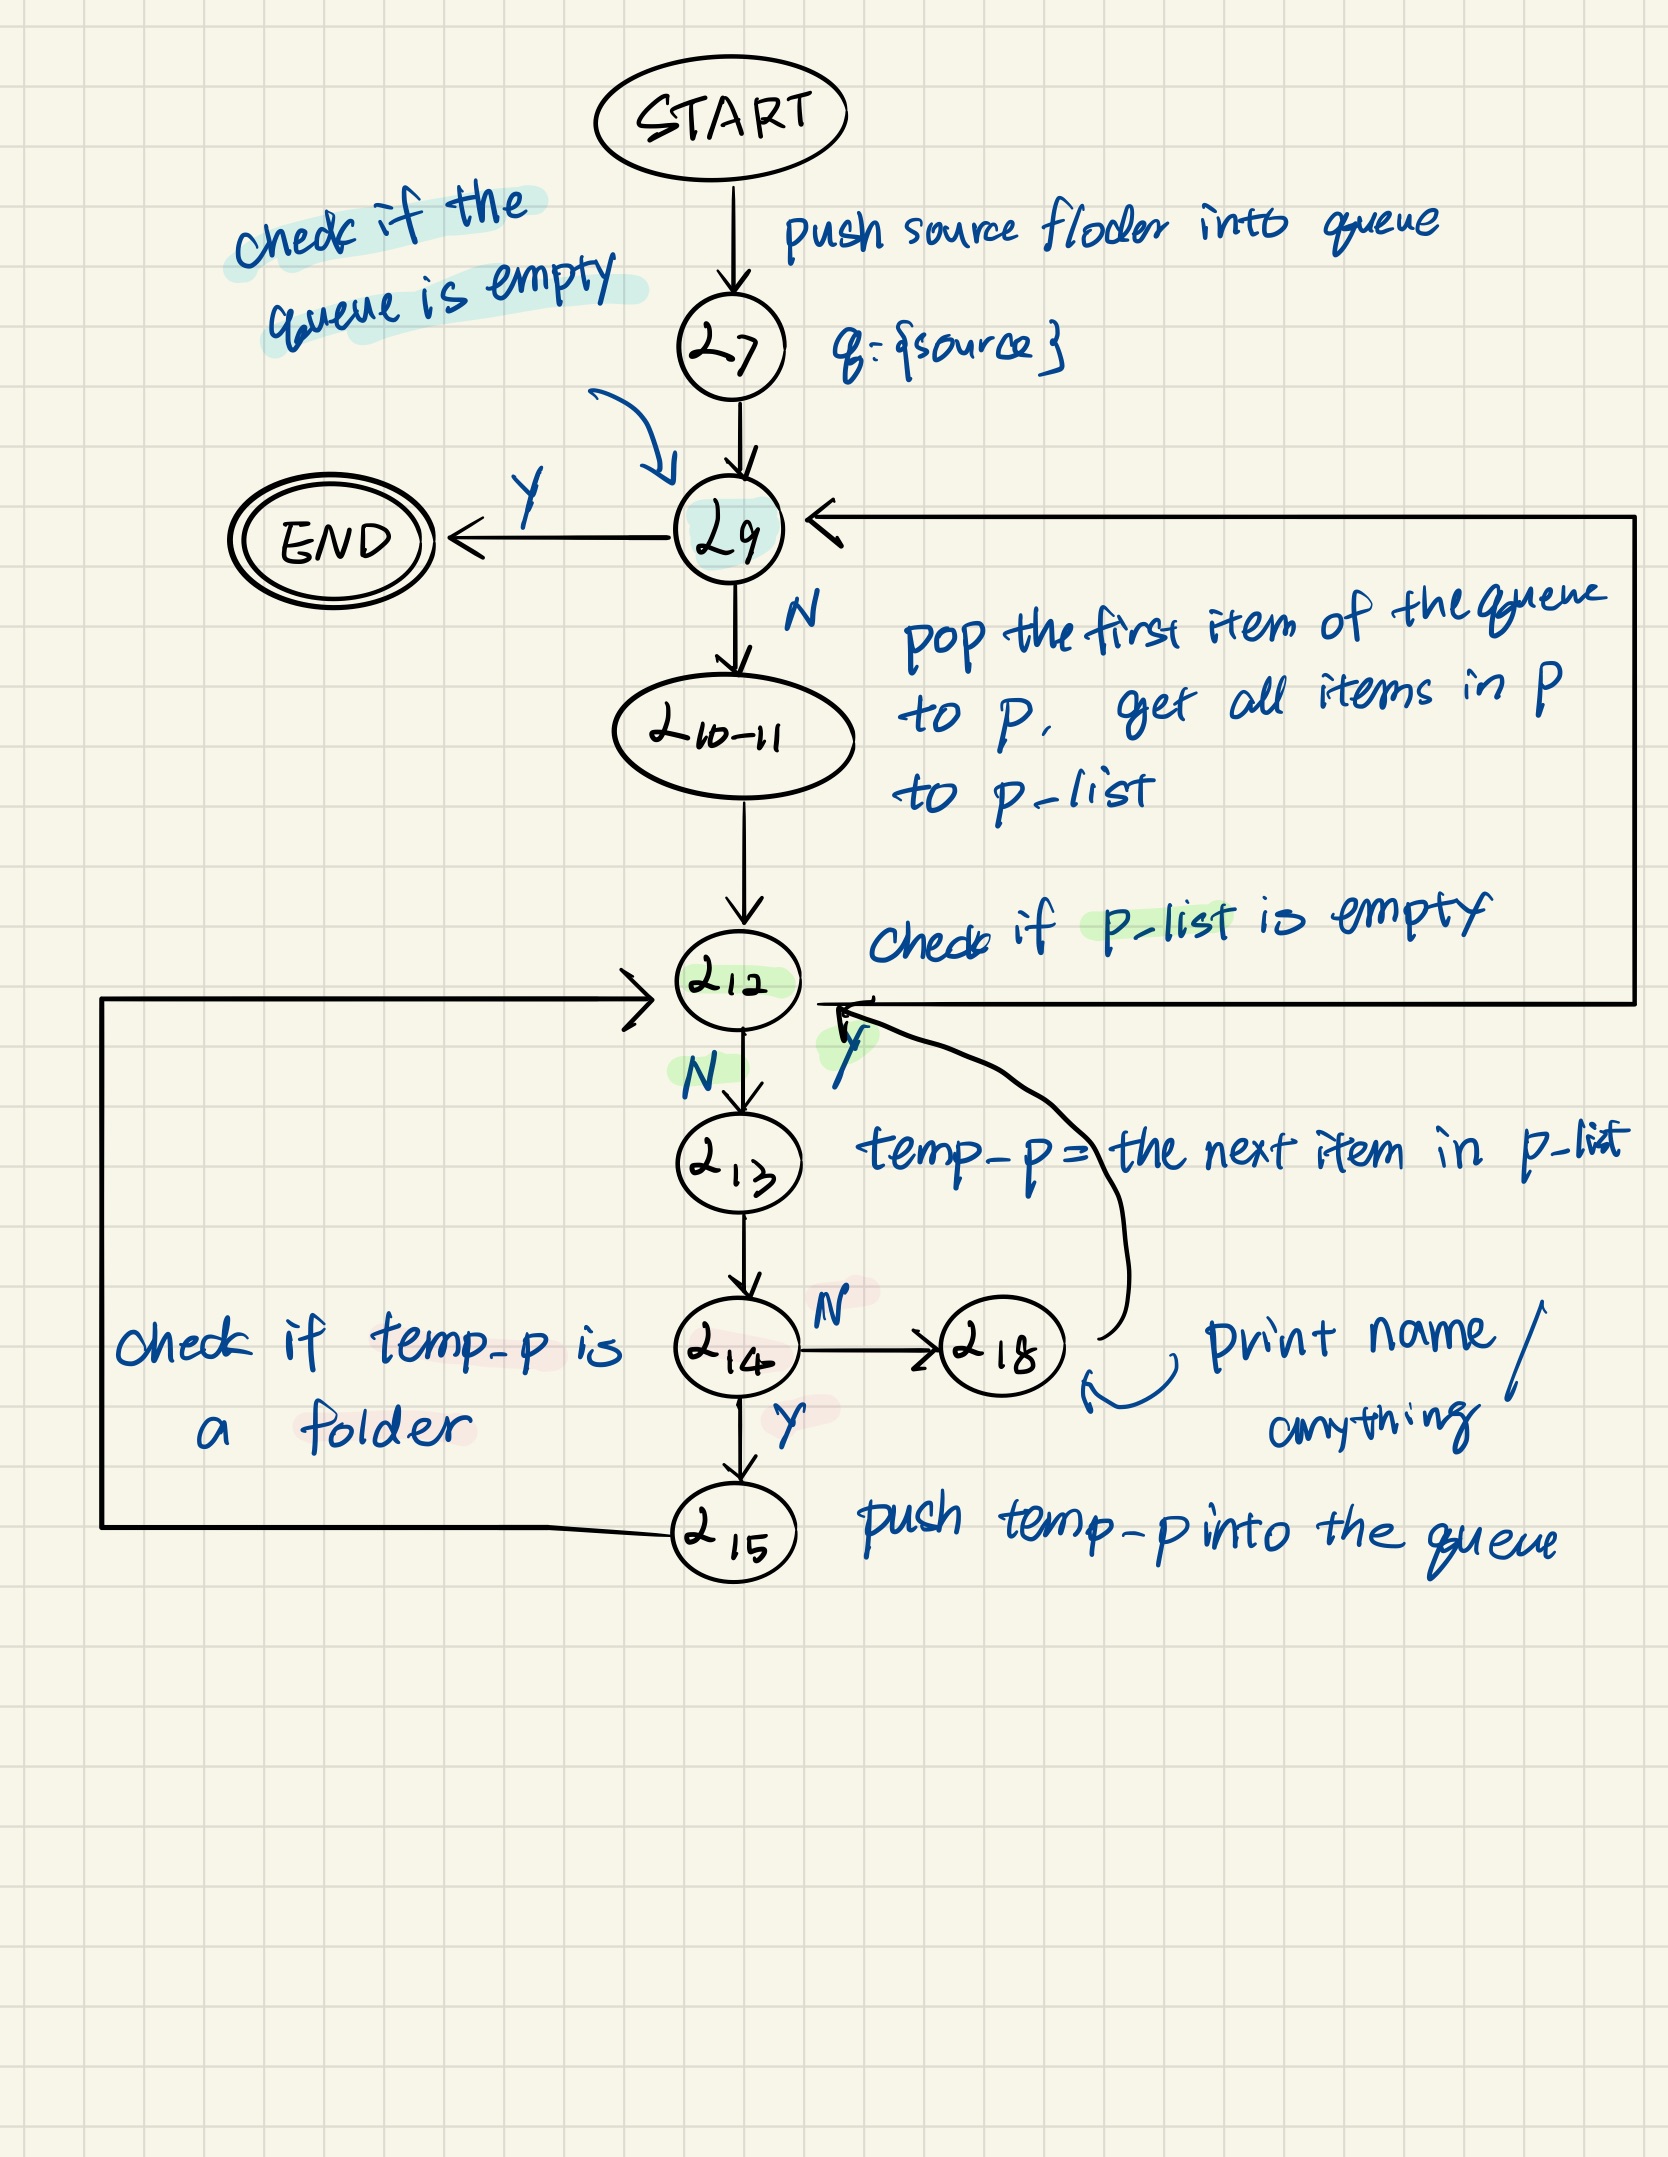 START
check if the
queue is empty
push source floder into queue
L7
q={source}
Y
END
L9
N
pop the first item of the queue
to p. get all items in p
to p_list
L10-11
check if p_list is empty
L12
N
Y
L13
temp_p = the next item in p_list
check if temp_p is
a folder
L14
N
L18
print name /
anything
Y
L15
push temp_p into the queue